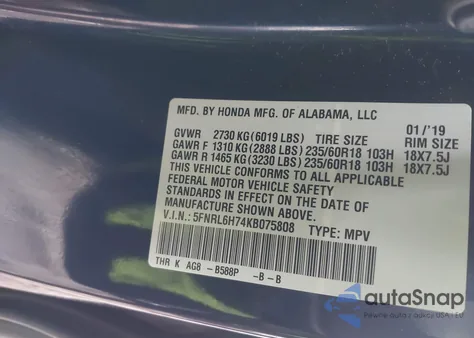 MFD. BY HONDA MFG. OF ALABAMA, LLC
GVWR 2730 KG (6019 LBS) TIRE SIZE 01/'19 RIM SIZE
GAWR F 1310 KG (2888 LBS) 235/60R18 103H 18X7.5J
GAWR R 1465 KG (3230 LBS) 235/60R18 103H 18X7.5J
THIS VEHICLE CONFORMS TO ALL APPLICABLE
FEDERAL MOTOR VEHICLE SAFETY
STANDARDS IN EFFECT ON THE DATE OF
MANUFACTURE SHOWN ABOVE.
V.I.N: 5FNRL6H74KB075808 TYPE: MPV
THR K AG8 -B588P -B-B
autoSnap